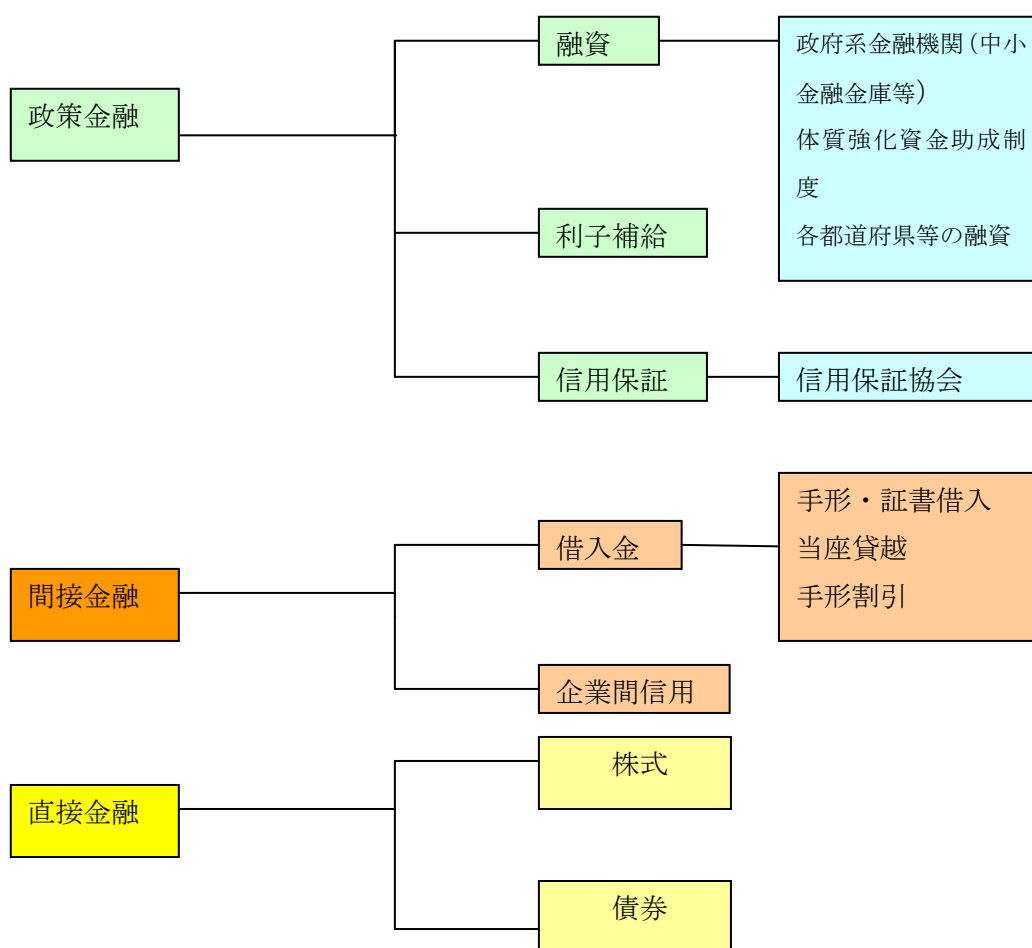 政策金融
融資
政府系金融機関（中小
金融金庫等）
体質強化資金助成制
度
各都道府県等の融資
利子補給
信用保証
信用保証協会
間接金融
借入金
手形・証書借入
当座貸越
手形割引
企業間信用
直接金融
株式
債券